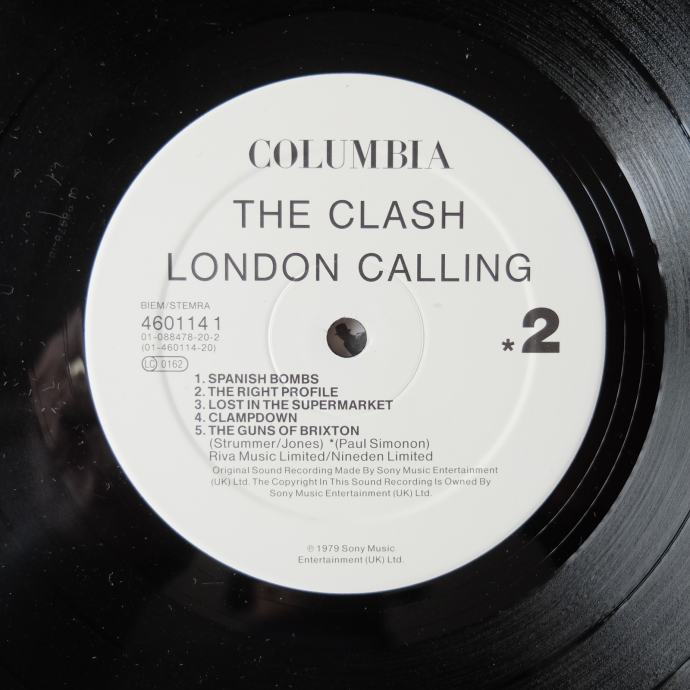 COLUMBIA
THE CLASH
LONDON CALLING
BIEM/STEMRA
460114 1
01-088478-20-2
(01-460114-20)
LC 0162
*2
1. SPANISH BOMBS
2. THE RIGHT PROFILE
3. LOST IN THE SUPERMARKET
4. CLAMPDOWN
5. THE GUNS OF BRIXTON
(Strummer/Jones) *(Paul Simonon)
Riva Music Limited/Nineden Limited
Original Sound Recording Made By Sony Music Entertainment
(UK) Ltd. The Copyright In This Sound Recording Is Owned By
Sony Music Entertainment (UK) Ltd.
℗ 1979 Sony Music
Entertainment (UK) Ltd.